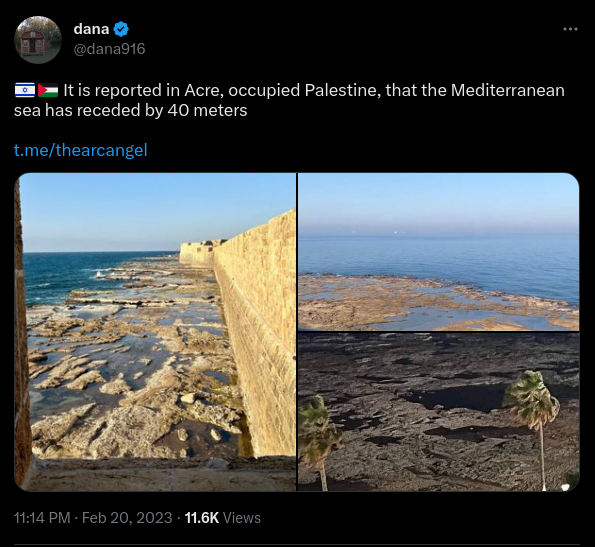 dana
@dana916
🇮🇱🇵🇸 It is reported in Acre, occupied Palestine, that the Mediterranean
sea has receded by 40 meters
t.me/thearcangel
11:14 PM · Feb 20, 2023 · 11.6K Views